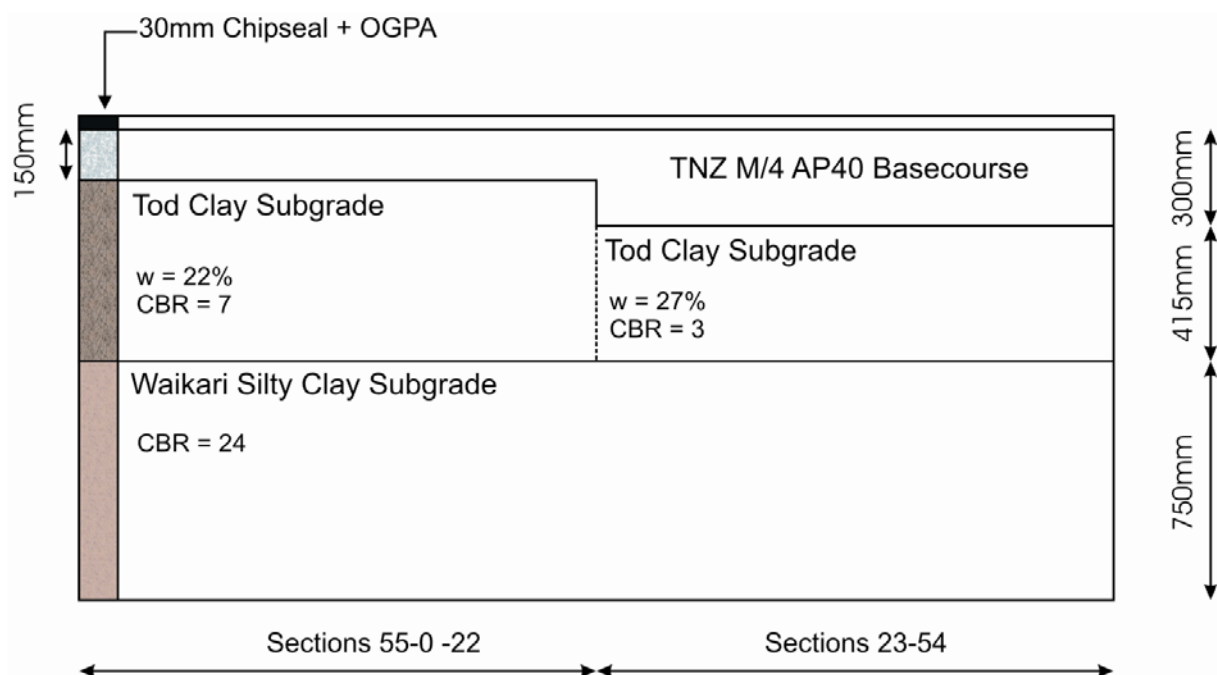 30mm Chipseal + OGPA
150mm
TNZ M/4 AP40 Basecourse
300mm
Tod Clay Subgrade
w = 22%
CBR = 7
Tod Clay Subgrade
w = 27%
CBR = 3
415mm
Waikari Silty Clay Subgrade
CBR = 24
750mm
Sections 55-0 -22
Sections 23-54